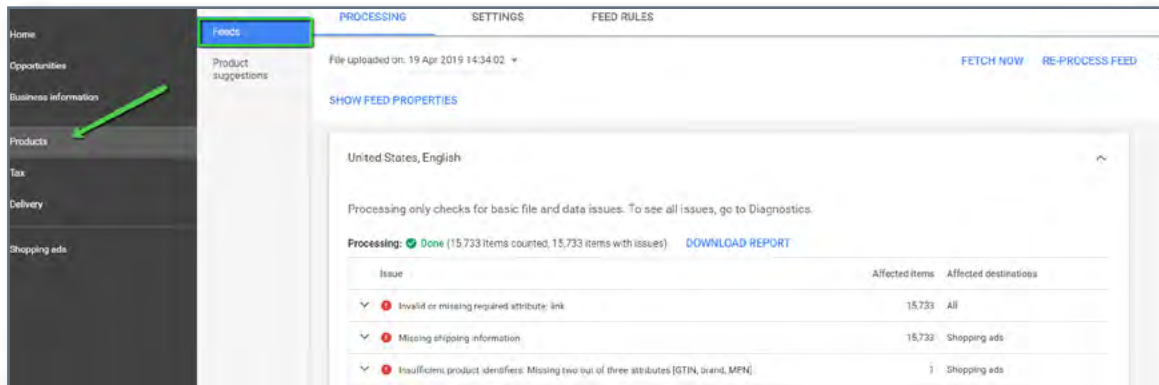 PROCESSING SETTINGS FEED RULES
Home
Feeds
Opportunities
Product
suggestions
File uploaded on: 19 Apr 2019 14:34:02
FETCH NOW RE-PROCESS FEED
Business information
SHOW FEED PROPERTIES
Products
United States, English
Tax
Delivery
Processing only checks for basic file and data issues. To see all issues, go to Diagnostics.
Shopping ads
Processing: Done (15,733 items counted, 15,733 items with issues) DOWNLOAD REPORT
Issue Affected items Affected destinations
Invalid or missing required attribute: link 15,733 All
Missing shipping information 15,733 Shopping ads
Insufficient product identifiers: Missing two out of three attributes [GTIN, brand, MPN] 1 Shopping ads